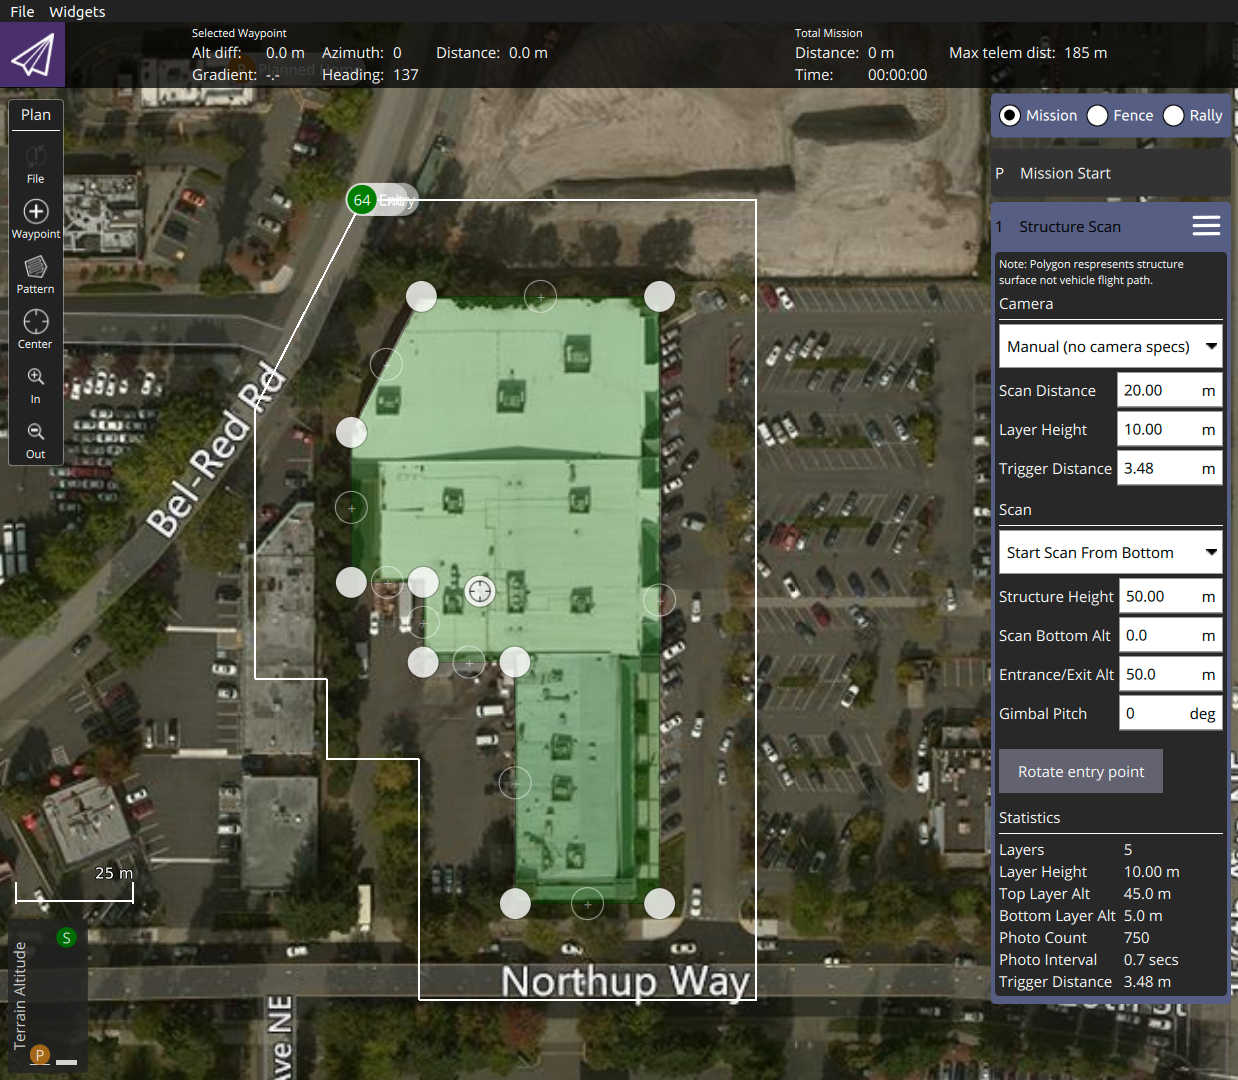 File Widgets
Selected Waypoint
Alt diff: 0.0 m Azimuth: 0 Distance: 0.0 m
Gradient: -.- Heading: 137
Total Mission
Distance: 0 m Max telem dist: 185 m
Time: 00:00:00
Plan
File
Waypoint
Pattern
Center
In
Out
64
Bel-Red Rd
Northup Way
Ave NE
25 m
Terrain Altitude
S
P
Mission Fence Rally
P Mission Start
1 Structure Scan
Note: Polygon respresents structure
surface not vehicle flight path.
Camera
Manual (no camera specs)
Scan Distance 20.00 m
Layer Height 10.00 m
Trigger Distance 3.48 m
Scan
Start Scan From Bottom
Structure Height 50.00 m
Scan Bottom Alt 0.0 m
Entrance/Exit Alt 50.0 m
Gimbal Pitch 0 deg
Rotate entry point
Statistics
Layers 5
Layer Height 10.00 m
Top Layer Alt 45.0 m
Bottom Layer Alt 5.0 m
Photo Count 750
Photo Interval 0.7 secs
Trigger Distance 3.48 m